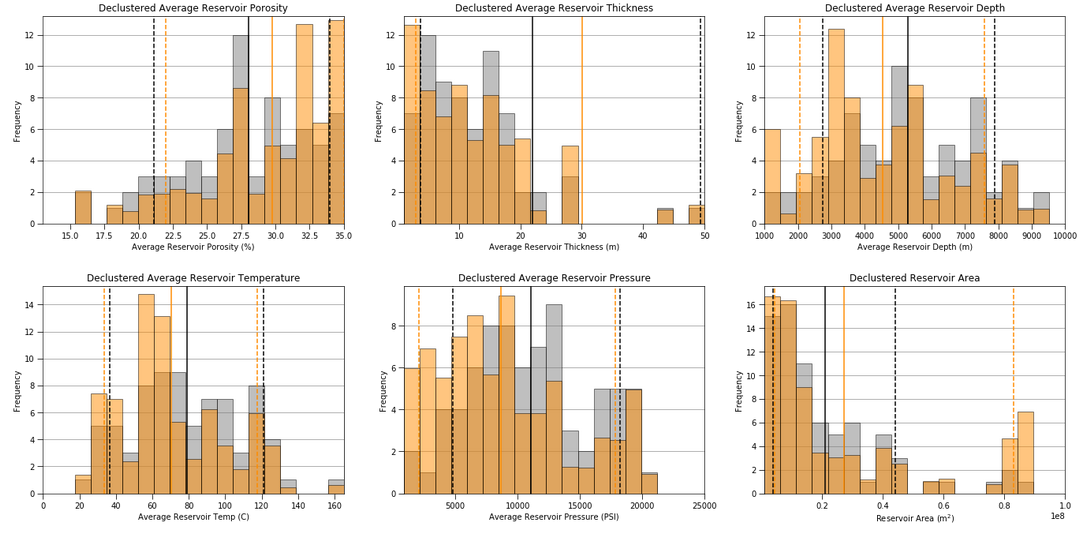 Declustered Average Reservoir Porosity
Frequency
12
10
8
6
4
2
0
15.0 17.5 20.0 22.5 25.0 27.5 30.0 32.5 35.0
Average Reservoir Porosity (%)
Declustered Average Reservoir Thickness
Frequency
12
10
8
6
4
2
0
10 20 30 40 50
Average Reservoir Thickness (m)
Declustered Average Reservoir Depth
Frequency
12
10
8
6
4
2
0
1000 2000 3000 4000 5000 6000 7000 8000 9000 10000
Average Reservoir Depth (m)
Declustered Average Reservoir Temperature
Frequency
14
12
10
8
6
4
2
0
0 20 40 60 80 100 120 140 160
Average Reservoir Temp (C)
Declustered Average Reservoir Pressure
Frequency
8
6
4
2
0
5000 10000 15000 20000 25000
Average Reservoir Pressure (PSI)
Declustered Reservoir Area
Frequency
16
14
12
10
8
6
4
2
0
0.2 0.4 0.6 0.8 1.0
1e8
Reservoir Area (m²)